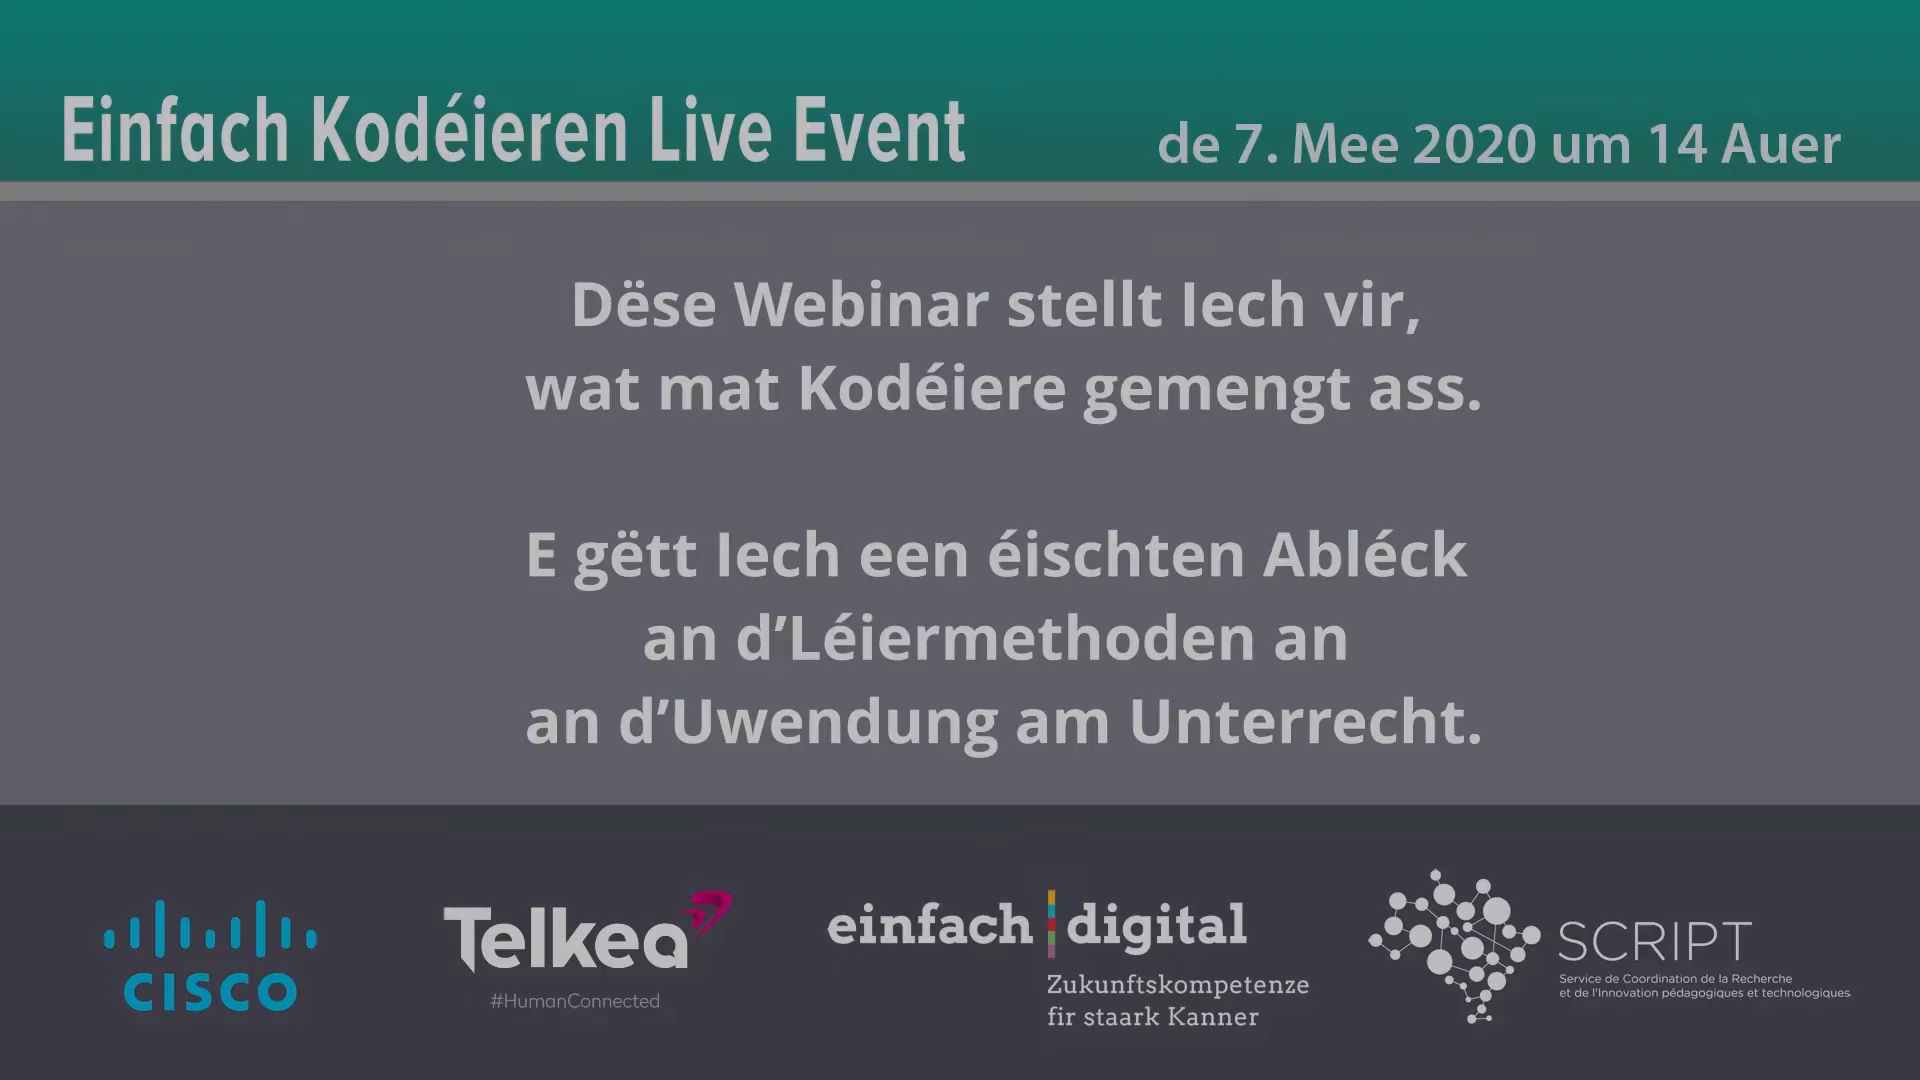 Einfach Kodéieren Live Event
de 7. Mee 2020 um 14 Auer
Dëse Webinar stellt Iech vir,
wat mat Kodéiere gemengt ass.
E gëtt Iech een éischten Abléck
an d’Léiermethoden an
an d’Uwendung am Unterrecht.
CISCO
Telkea
#HumanConnected
einfach digital
Zukunftskompetenze
fir staark Kanner
SCRIPT
Service de Coordination de la Recherche
et de l'Innovation pédagogiques et technologiques